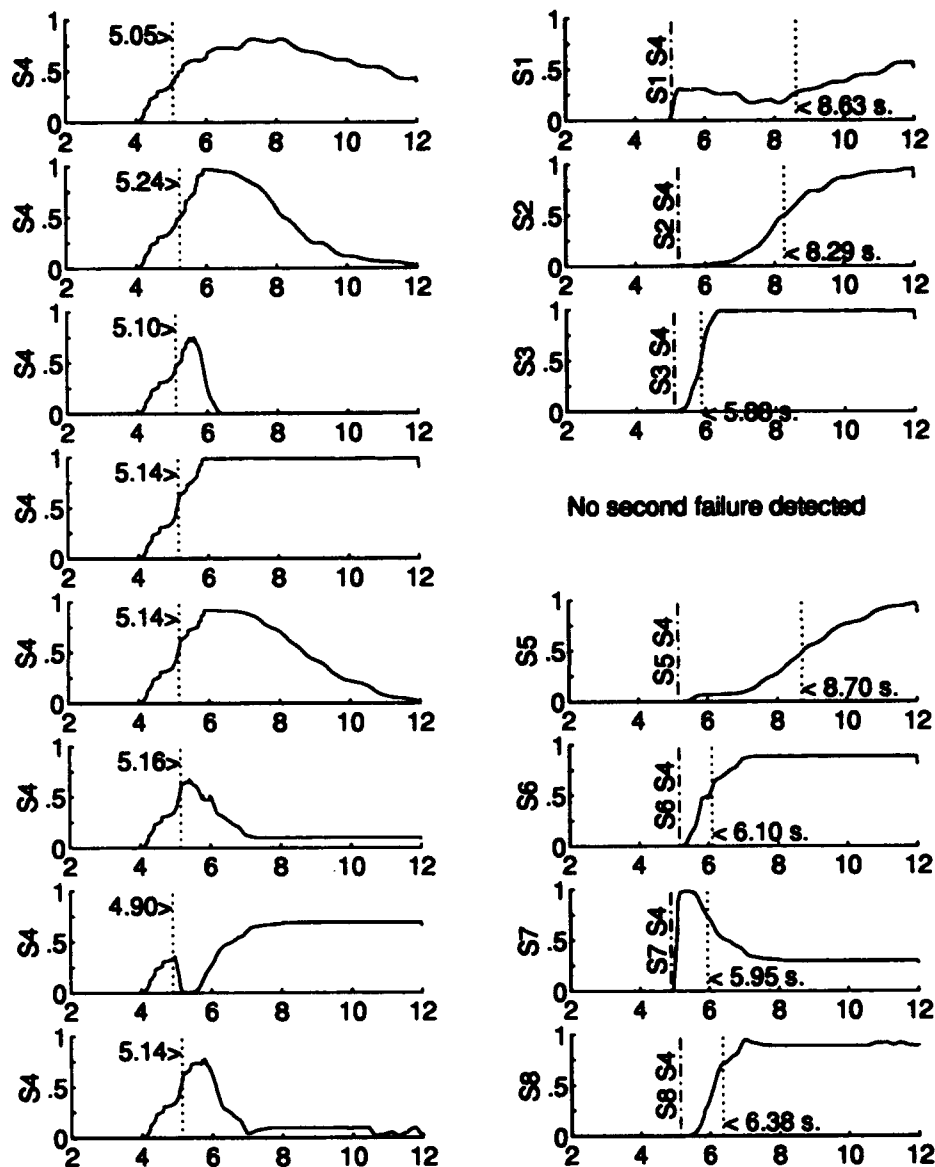 1
.5
0
S4
5.05>
2 4 6 8 10 12
1
.5
0
S1
S1 S4
< 8.63 s.
2 4 6 8 10 12
1
.5
0
S4
5.24>
2 4 6 8 10 12
1
.5
0
S2
S2 S4
< 8.29 s.
2 4 6 8 10 12
1
.5
0
S4
5.10>
2 4 6 8 10 12
1
.5
0
S3
S3 S4
< 5.88 s.
2 4 6 8 10 12
1
.5
0
S4
5.14>
2 4 6 8 10 12
No second failure detected
1
.5
0
S4
5.14>
2 4 6 8 10 12
1
.5
0
S5
S5 S4
< 8.70 s.
2 4 6 8 10 12
1
.5
0
S4
5.16>
2 4 6 8 10 12
1
.5
0
S6
S6 S4
< 6.10 s.
2 4 6 8 10 12
1
.5
0
S4
4.90>
2 4 6 8 10 12
1
.5
0
S7
S7 S4
< 5.95 s.
2 4 6 8 10 12
1
.5
0
S4
5.14>
2 4 6 8 10 12
1
.5
0
S8
S8 S4
< 6.38 s.
2 4 6 8 10 12